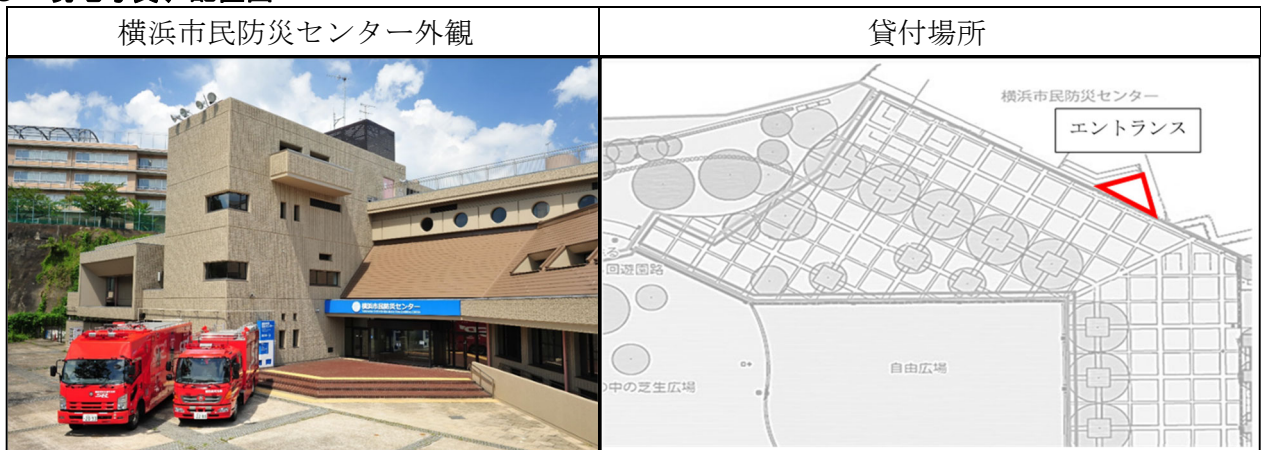 横浜市民防災センター外観
貸付場所
横浜市民防災センター
横浜市民防災センター
エントランス
回遊園路
の中の芝生広場
自由広場